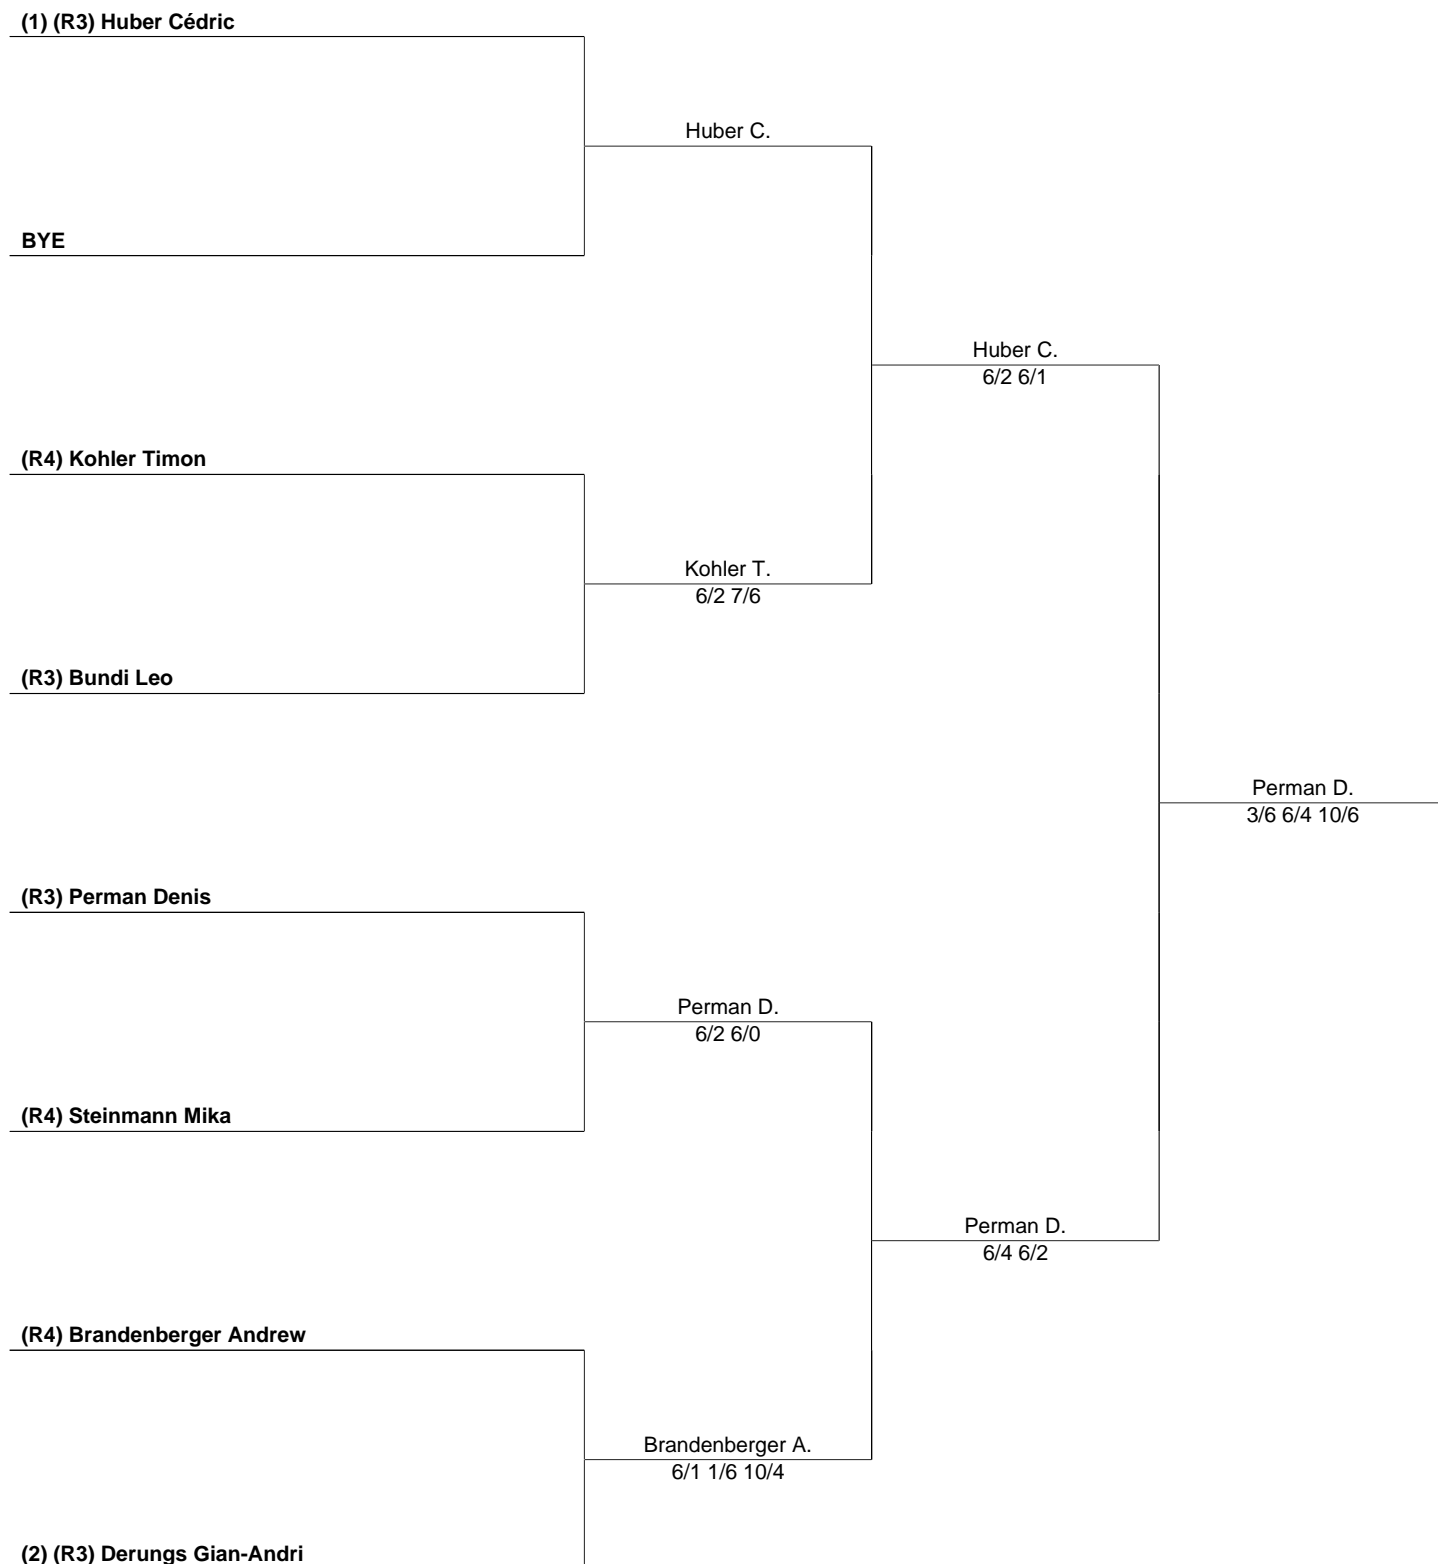 (1) (R3) Huber Cédric
Huber C.
BYE
Huber C.
6/2 6/1
(R4) Kohler Timon
Kohler T.
6/2 7/6
(R3) Bundi Leo
Perman D.
3/6 6/4 10/6
(R3) Perman Denis
Perman D.
6/2 6/0
(R4) Steinmann Mika
Perman D.
6/4 6/2
(R4) Brandenberger Andrew
Brandenberger A.
6/1 1/6 10/4
(2) (R3) Derungs Gian-Andri